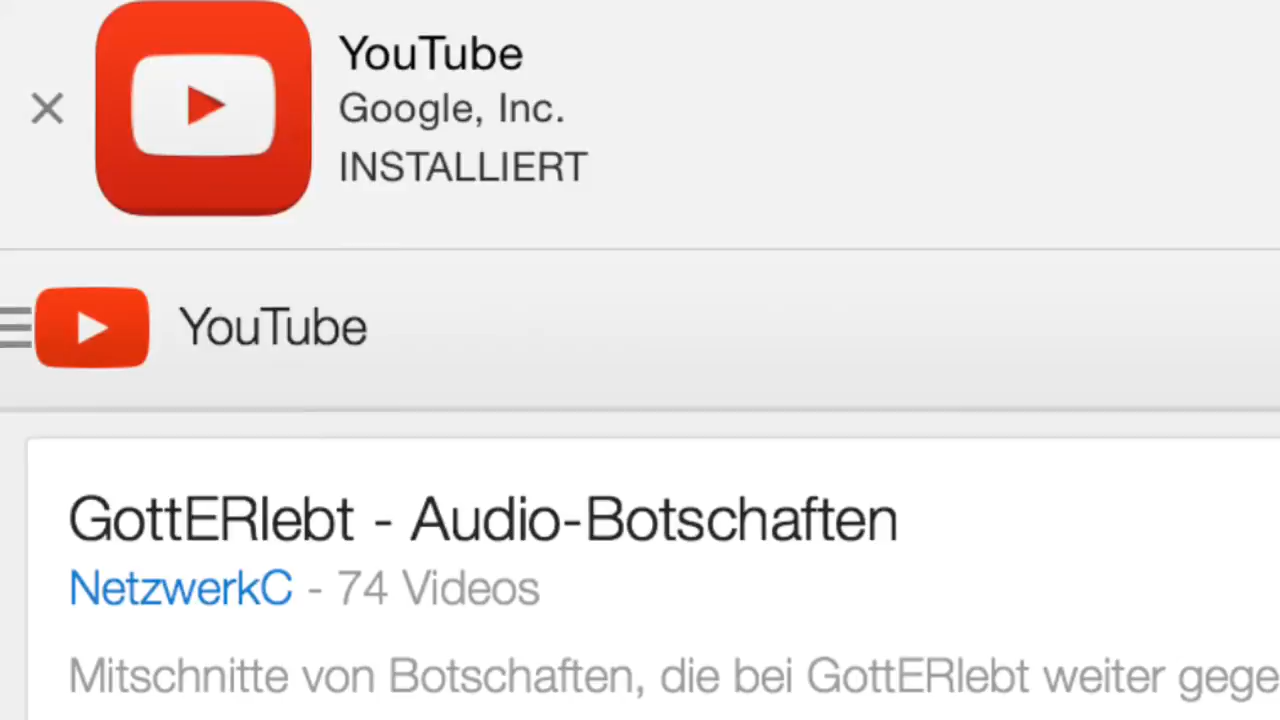 YouTube
Google, Inc.
INSTALLIERT
YouTube
GottERlebt - Audio-Botschaften
NetzwerkC - 74 Videos
Mitschnitte von Botschaften, die bei GottERlebt weiter gege